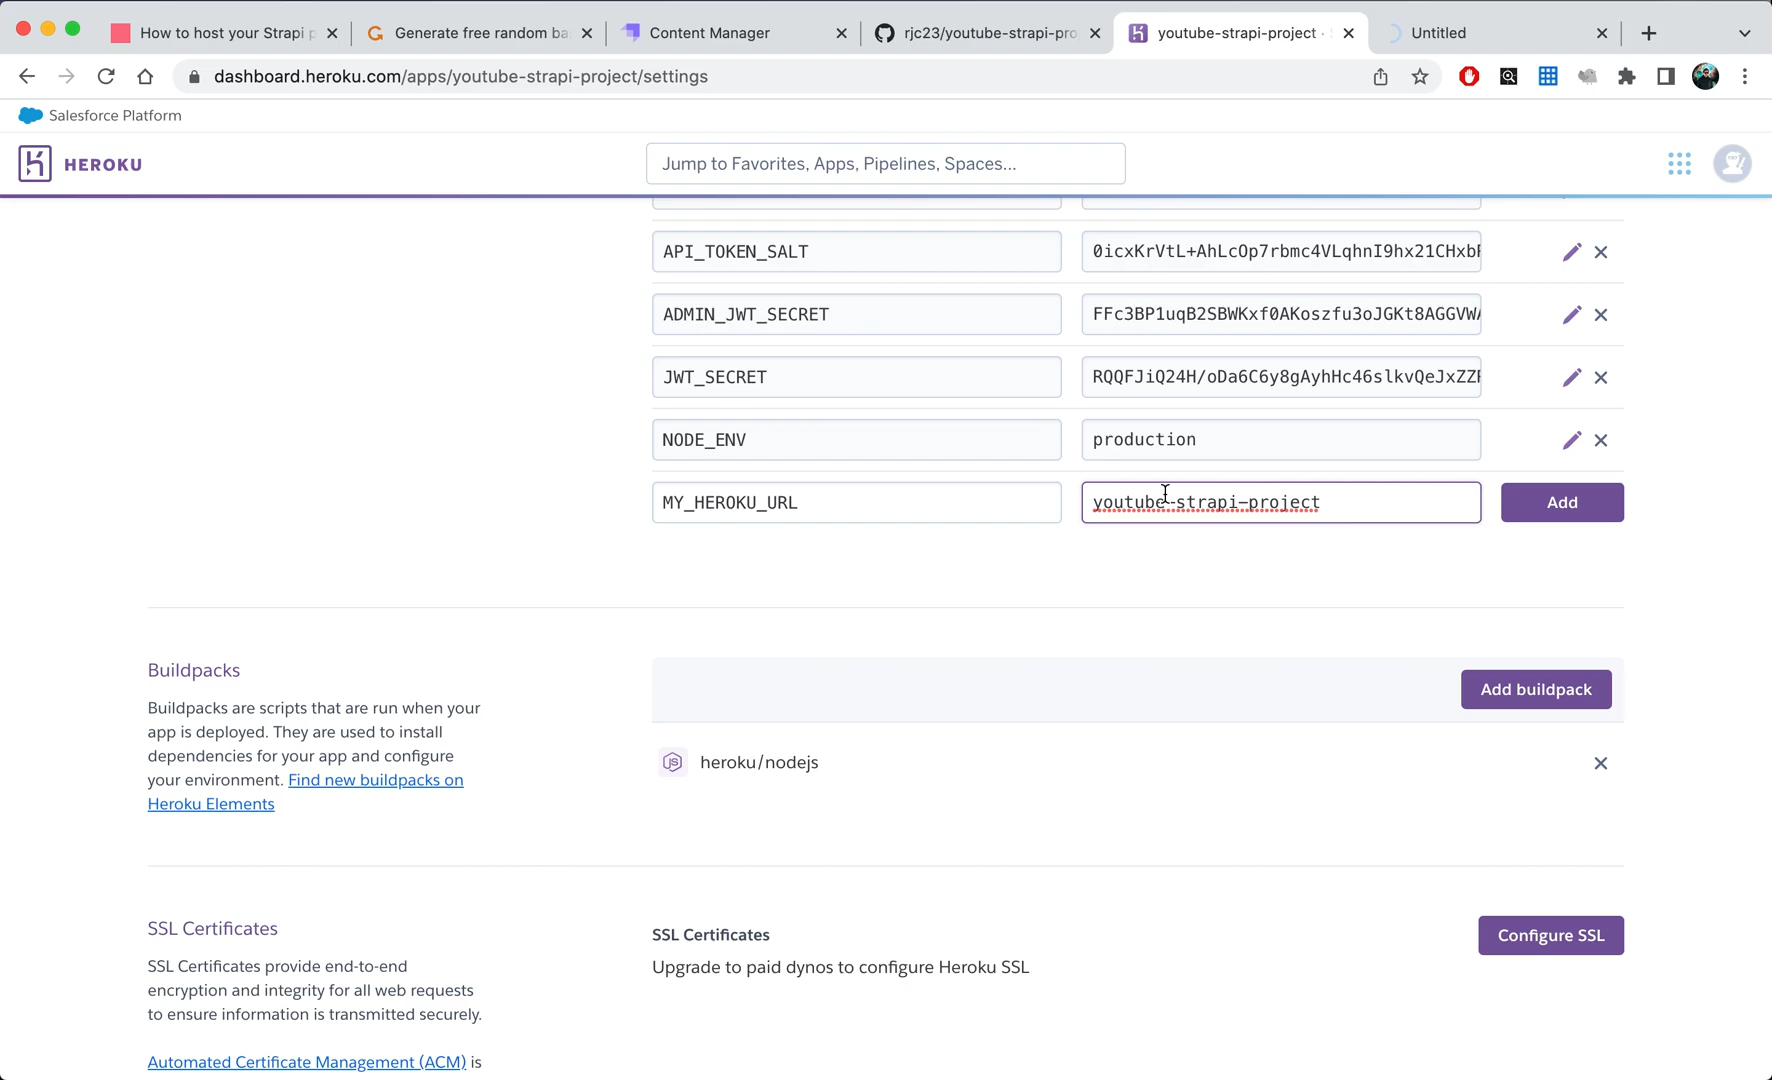 How to host your Strapi p
Generate free random ba
Content Manager
rjc23/youtube-strapi-pro
youtube-strapi-project ·
Untitled
dashboard.heroku.com/apps/youtube-strapi-project/settings
Salesforce Platform
HEROKU
Jump to Favorites, Apps, Pipelines, Spaces...
API_TOKEN_SALT
0icxKrVtL+AhLcOp7rbmc4VLqhnI9hx21CHxb
ADMIN_JWT_SECRET
FFc3BP1uqB2SBWKxf0AKoszfu3oJGKt8AGGVW
JWT_SECRET
RQQFJiQ24H/oDa6C6y8gAyhHc46slkvQeJxZZ
NODE_ENV
production
MY_HEROKU_URL
youtube-strapi-project
Add
Buildpacks
Add buildpack
Buildpacks are scripts that are run when your
app is deployed. They are used to install
dependencies for your app and configure
your environment. Find new buildpacks on
Heroku Elements
heroku/nodejs
SSL Certificates
SSL Certificates provide end-to-end
encryption and integrity for all web requests
to ensure information is transmitted securely.
Automated Certificate Management (ACM) is
SSL Certificates
Upgrade to paid dynos to configure Heroku SSL
Configure SSL